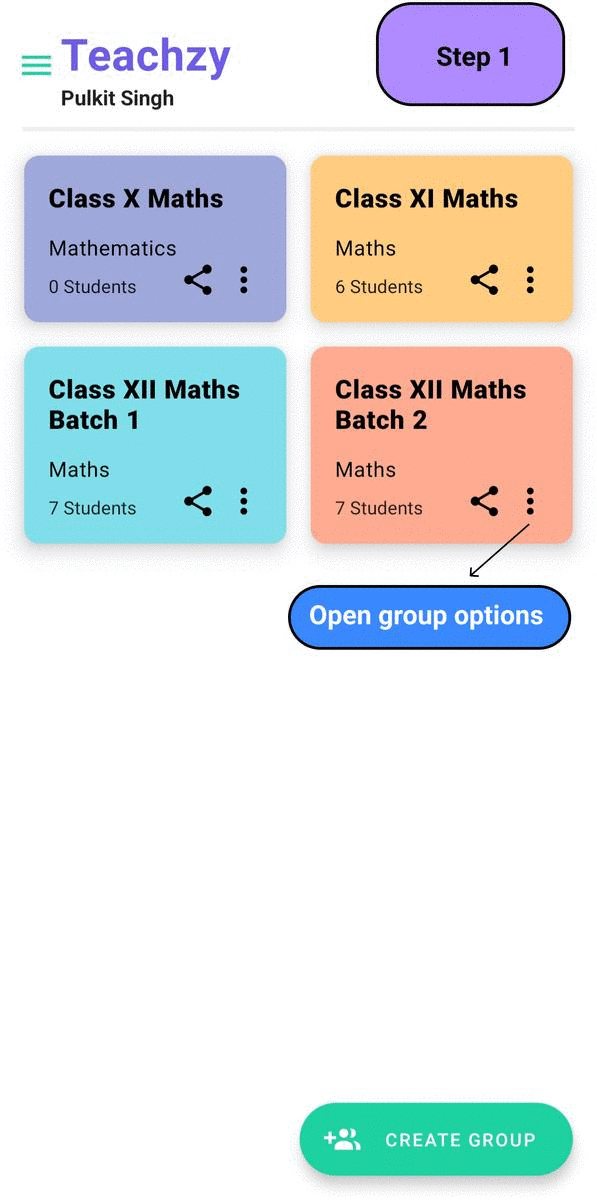 Teachzy
Pulkit Singh
Step 1
Class X Maths
Mathematics
0 Students
Class XI Maths
Maths
6 Students
Class XII Maths
Batch 1
Maths
7 Students
Class XII Maths
Batch 2
Maths
7 Students
Open group options
CREATE GROUP